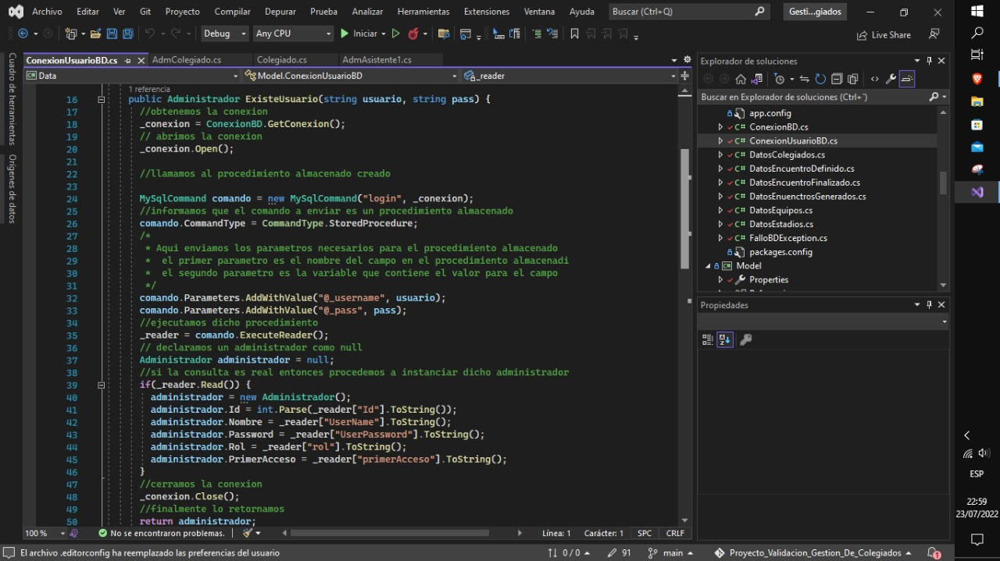 Archivo Editar Ver Git Proyecto Compilar Depurar Prueba Analizar Herramientas Extensiones Ventana Ayuda Buscar (Ctrl+Q) Gesti...giados
Debug Any CPU Iniciar Live Share
Cuadro de herramientas
Orígenes de datos
ConexionUsuarioBD.cs AdmColegiado.cs Colegiado.cs AdmAsistente1.cs
Data Model.ConexionUsuarioBD _reader
1 referencia
16 public Administrador ExisteUsuario(string usuario, string pass) {
17 //obtenemos la conexion
18 _conexion = ConexionBD.GetConexion();
19 // abrimos la conexion
20 _conexion.Open();
21
22 //llamamos al procedimiento almacenado creado
23
24 MySqlCommand comando = new MySqlCommand("login", _conexion);
25 //informamos que el comando a enviar es un procedimiento almacenado
26 comando.CommandType = CommandType.StoredProcedure;
27 /*
28 * Aqui enviamos los parametros necesarios para el procedimiento almacenado
29 * el primer parametro es el nombre del campo en el procedimiento almacenadi
30 * el segundo parametro es la variable que contiene el valor para el campo
31 */
32 comando.Parameters.AddWithValue("@_username", usuario);
33 comando.Parameters.AddWithValue("@_pass", pass);
34 //ejecutamos dicho procedimiento
35 _reader = comando.ExecuteReader();
36 // declaramos un administrador como null
37 Administrador administrador = null;
38 //si la consulta es real entonces procedemos a instanciar dicho administrador
39 if(_reader.Read()) {
40 administrador = new Administrador();
41 administrador.Id = int.Parse(_reader["Id"].ToString());
42 administrador.Nombre = _reader["UserName"].ToString();
43 administrador.Password = _reader["UserPassword"].ToString();
44 administrador.Rol = _reader["rol"].ToString();
45 administrador.PrimerAcceso = _reader["primerAcceso"].ToString();
46 }
47 //cerramos la conexion
48 _conexion.Close();
49 //finalmente lo retornamos
50 return administrador;
100 % No se encontraron problemas. Línea: 1 Carácter: 1 SPC CRLF
Explorador de soluciones
Buscar en Explorador de soluciones (Ctrl+¨)
app.config
C# ConexionBD.cs
C# ConexionUsuarioBD.cs
C# DatosColegiados.cs
C# DatosEncuentroDefinido.cs
C# DatosEncuentroFinalizado.cs
C# DatosEnuenctrosGenerados.cs
C# DatosEquipos.cs
C# DatosEstadios.cs
C# FalloBDException.cs
packages.config
C# Model
Properties
Propiedades
El archivo .editorconfig ha reemplazado las preferencias del usuario 0 / 0 91 main Proyecto_Validacion_Gestion_De_Colegiados 1
ESP
22:59
23/07/2022